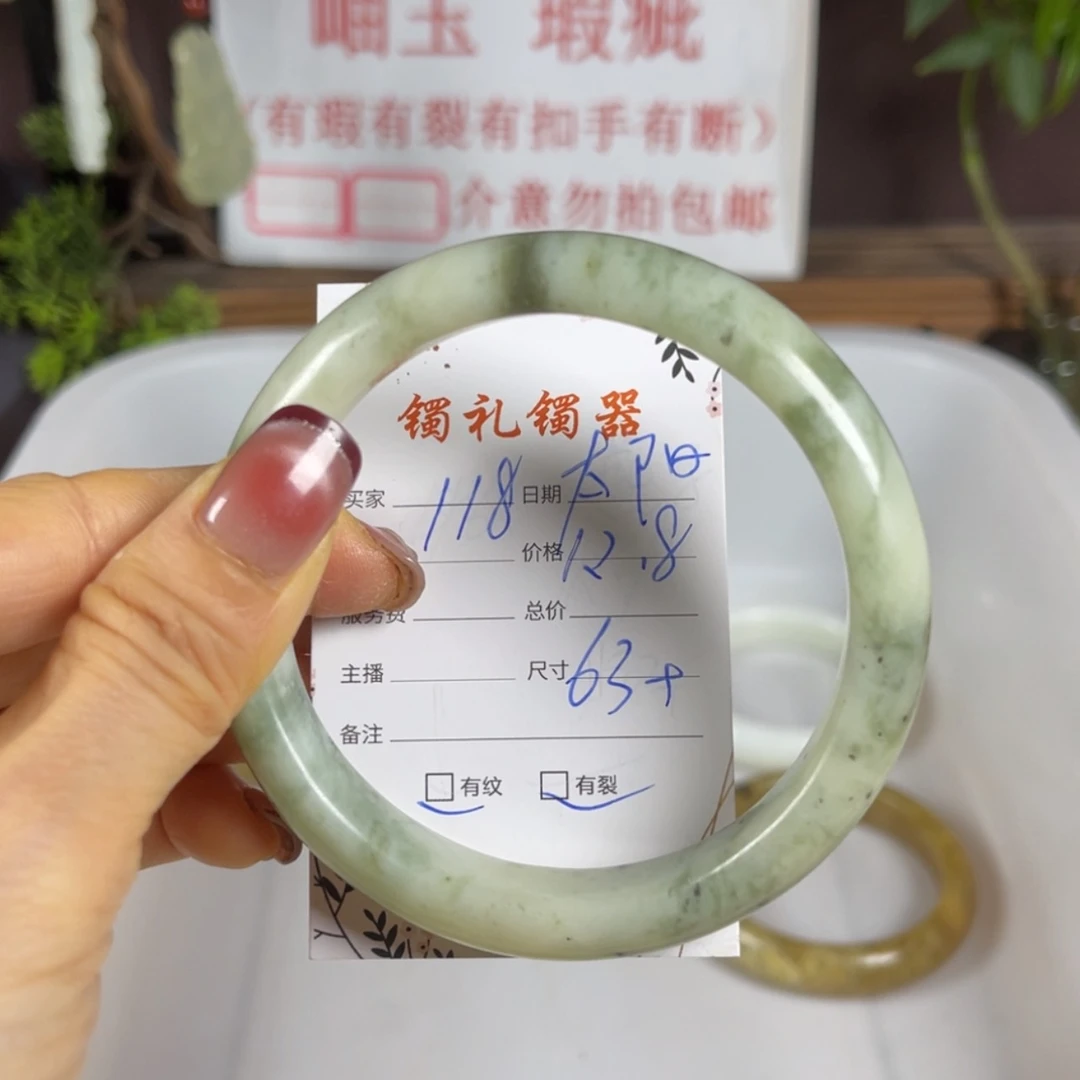 岫玉 瑕疵
（有瑕有裂有扣手有断）
介意勿拍包邮
镯礼镯器
买家 118 日期 太阳
价格 12.8
服务费 总价
主播 尺寸 63+
备注
有纹 有裂